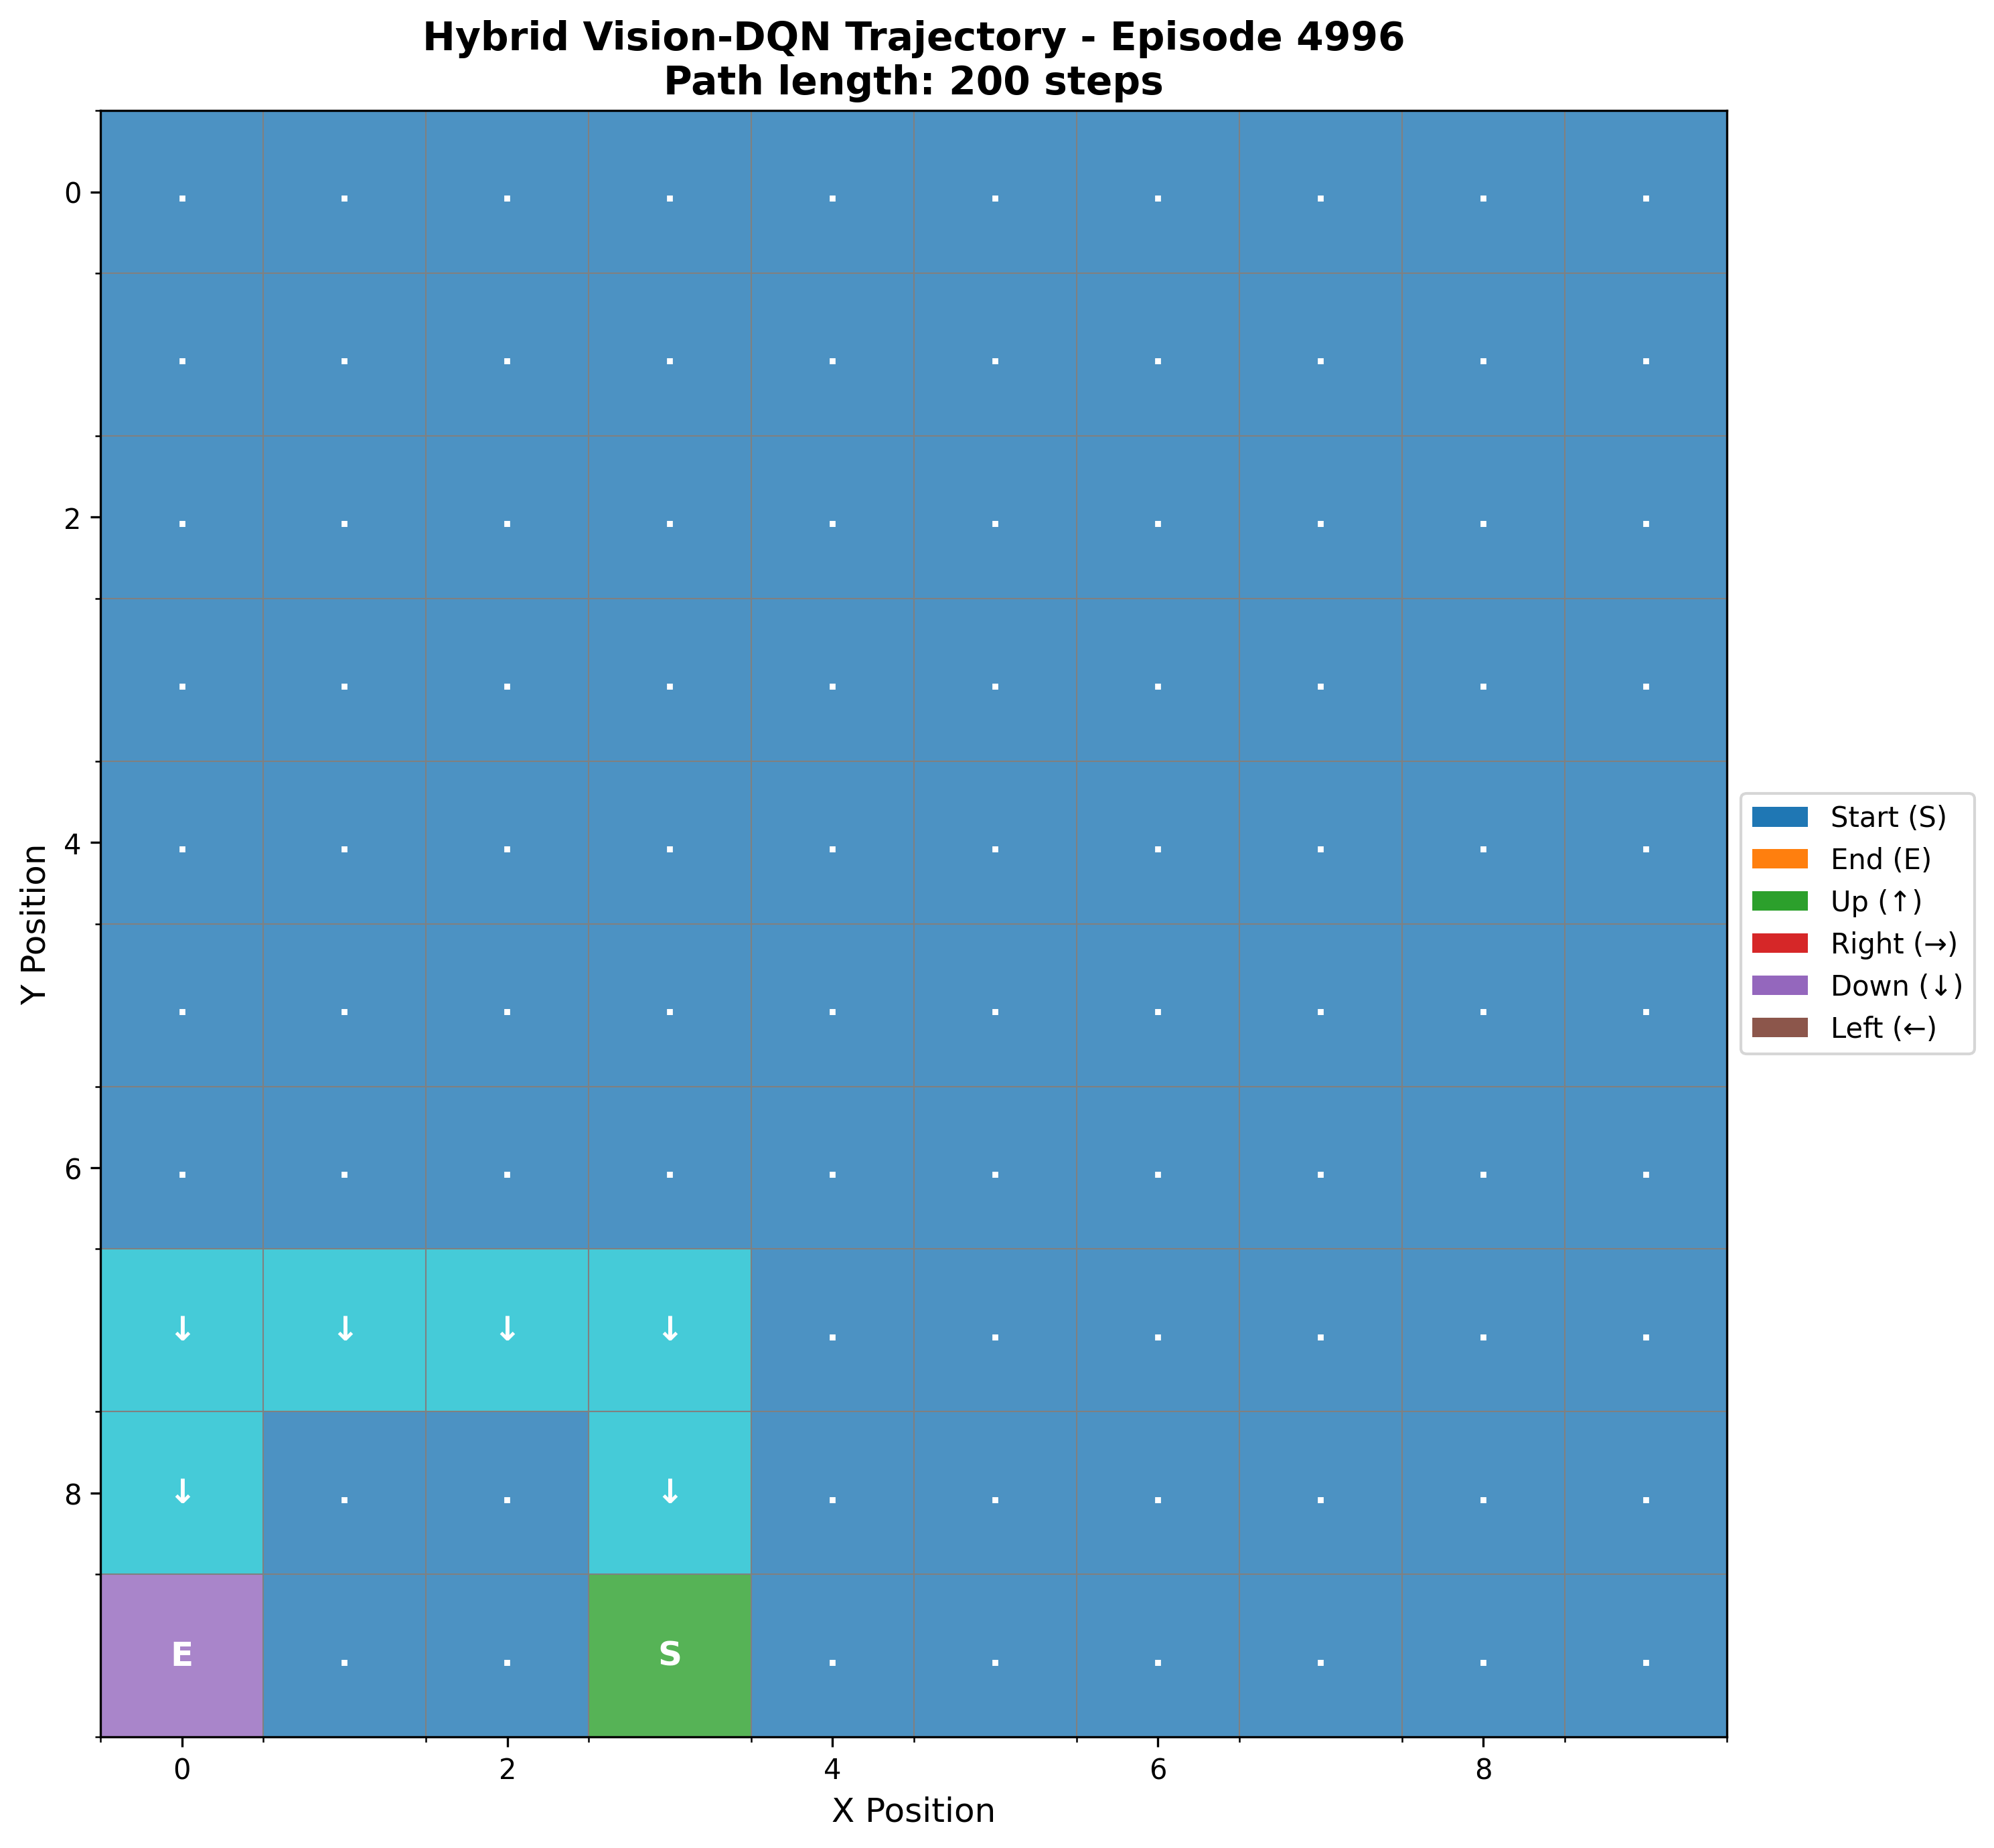 Hybrid Vision-DQN Trajectory - Episode 4996
Path length: 200 steps
0
. . . . . . . . . .
. . . . . . . . . .
2
. . . . . . . . . .
. . . . . . . . . .
4
. . . . . . . . . .
. . . . . . . . . .
6
. . . . . . . . . .
↓ ↓ ↓ ↓ . . . . . .
8
↓ . . ↓ . . . . . .
E . . S . . . . . .
0 2 4 6 8
X Position
Y Position
Start (S)
End (E)
Up (↑)
Right (→)
Down (↓)
Left (←)